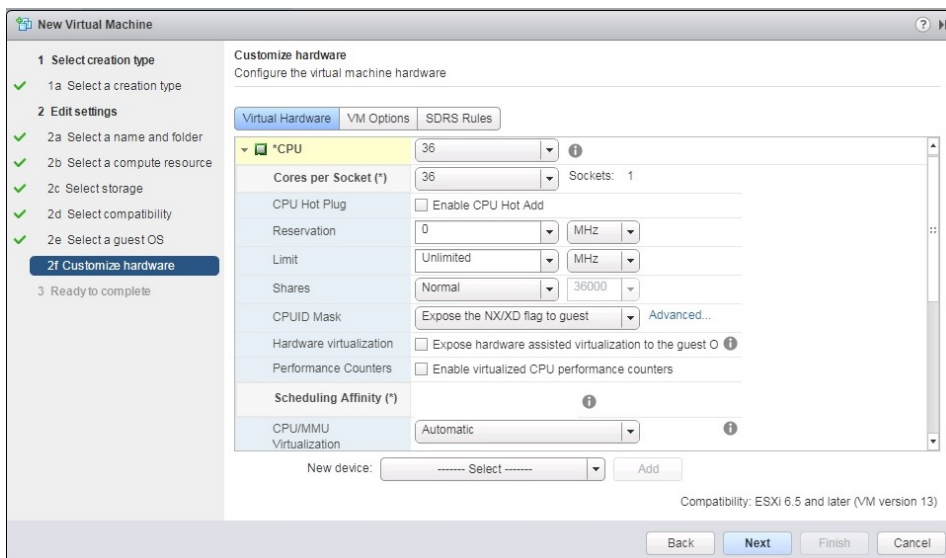 New Virtual Machine
1 Select creation type
1a Select a creation type
2 Edit settings
2a Select a name and folder
2b Select a compute resource
2c Select storage
2d Select compatibility
2e Select a guest OS
2f Customize hardware
3 Ready to complete
Customize hardware
Configure the virtual machine hardware
Virtual Hardware VM Options SDRS Rules
*CPU 36
Cores per Socket (*) 36 Sockets: 1
CPU Hot Plug Enable CPU Hot Add
Reservation 0 MHz
Limit Unlimited MHz
Shares Normal 36000
CPUID Mask Expose the NX/XD flag to guest Advanced...
Hardware virtualization Expose hardware assisted virtualization to the guest O
Performance Counters Enable virtualized CPU performance counters
Scheduling Affinity (*)
CPU/MMU Automatic
Virtualization
New device: ------- Select ------- Add
Compatibility: ESXi 6.5 and later (VM version 13)
Back Next Finish Cancel